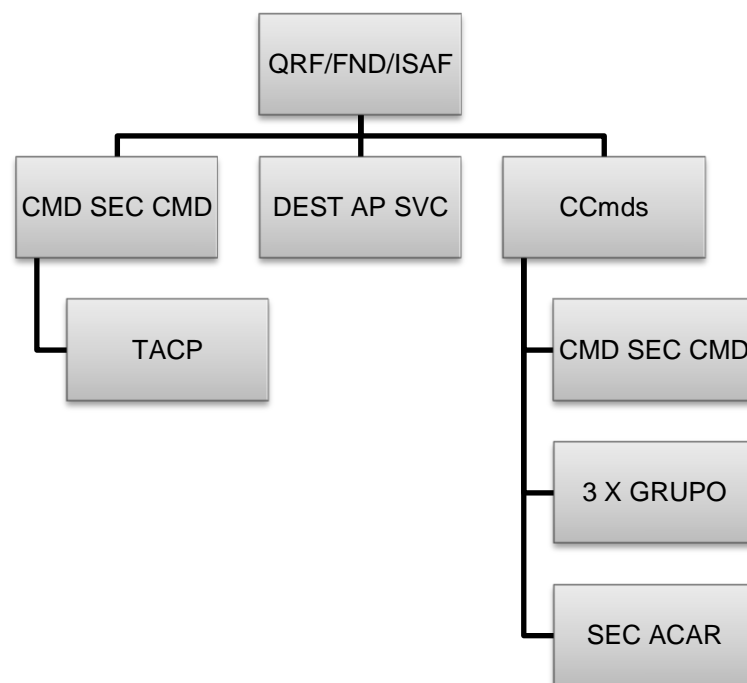 QRF/FND/ISAF
CMD SEC CMD
DEST AP SVC
CCmds
TACP
CMD SEC CMD
3 X GRUPO
SEC ACAR